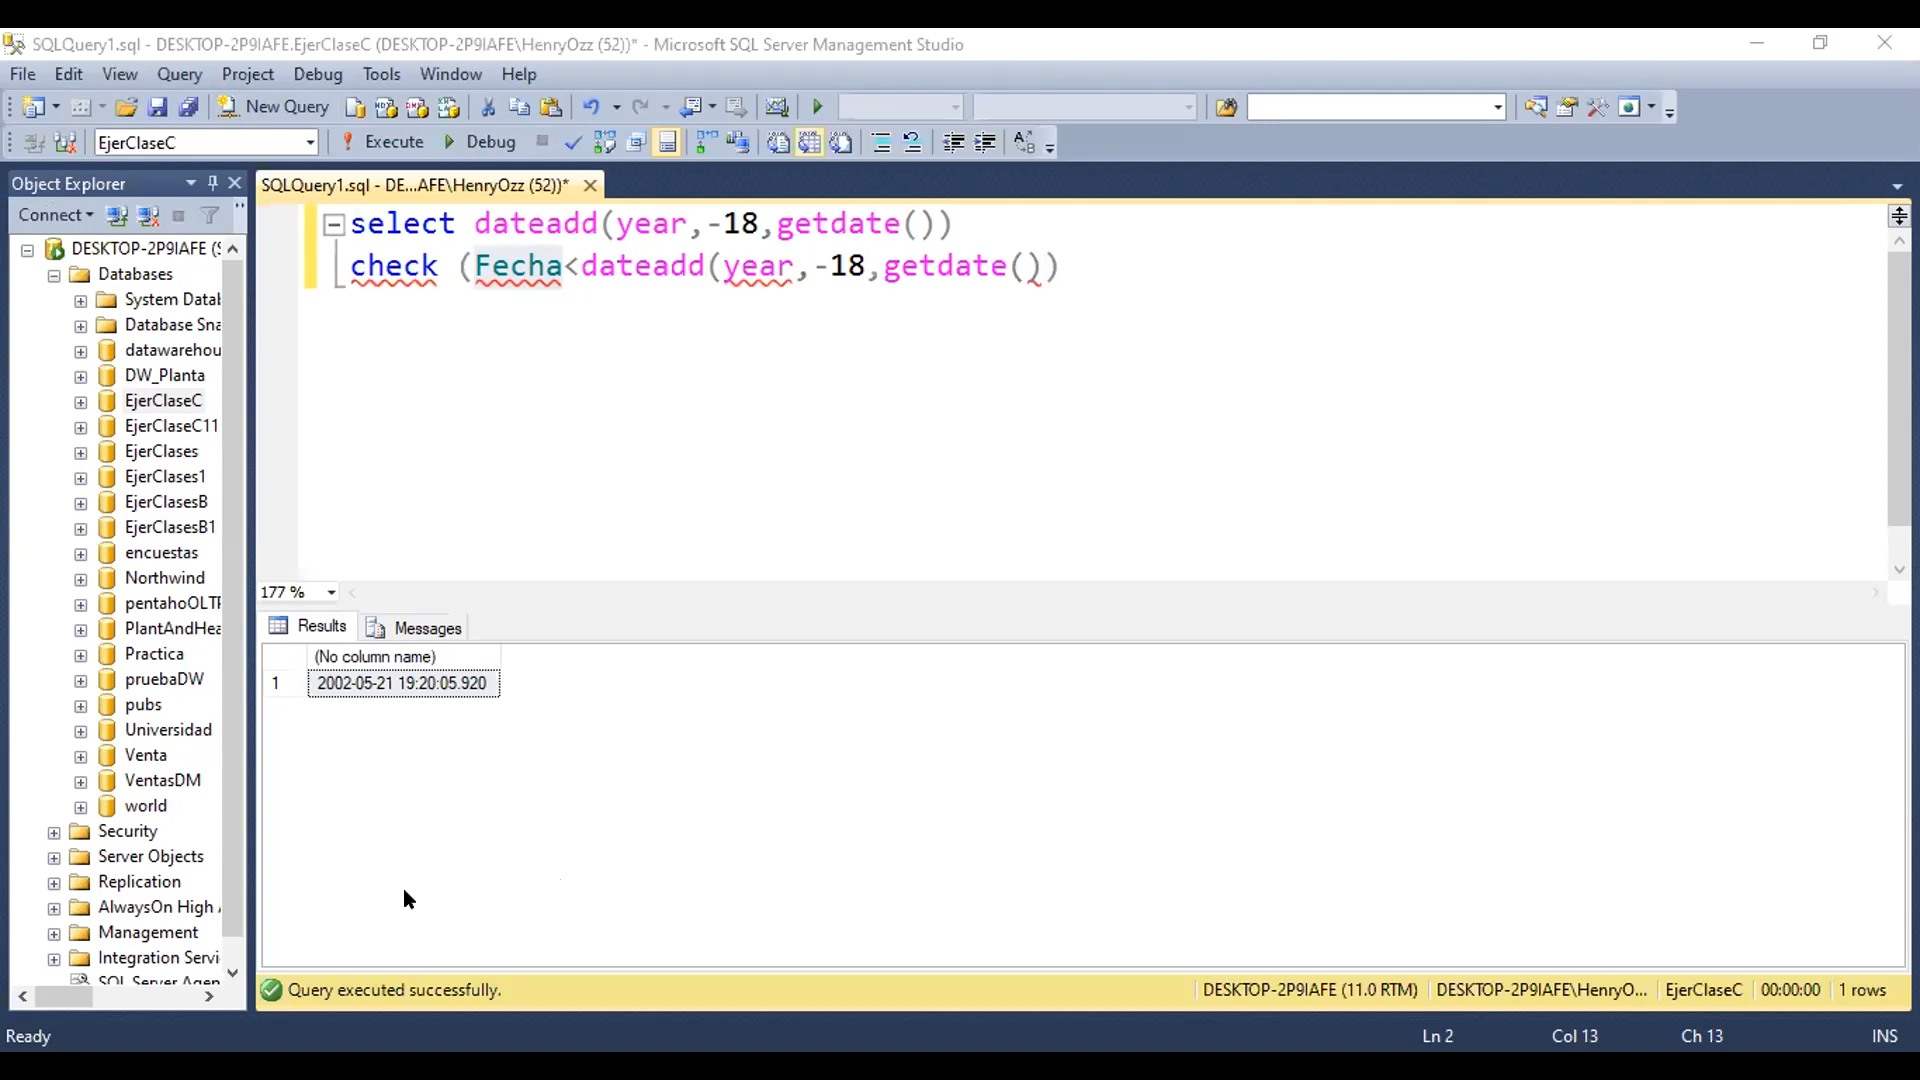 SQLQuery1.sql - DESKTOP-2P9IAFE.EjerClaseC (DESKTOP-2P9IAFE\HenryOzz (52))* - Microsoft SQL Server Management Studio
File Edit View Query Project Debug Tools Window Help
New Query
EjerClaseC Execute Debug
Object Explorer
SQLQuery1.sql - DE...AFE\HenryOzz (52))*
Connect
select dateadd(year,-18,getdate())
check (Fecha<dateadd(year,-18,getdate())
DESKTOP-2P9IAFE (S
Databases
System Datal
Database Sna
datawarehou
DW_Planta
EjerClaseC
EjerClaseC11
EjerClases
EjerClases1
EjerClasesB
EjerClasesB1
encuestas
Northwind
pentahoOLTP
PlantAndHea
Practica
pruebaDW
pubs
Universidad
Venta
VentasDM
world
Security
Server Objects
Replication
AlwaysOn High A
Management
Integration Servi
SQL Server Agen
177 %
Results Messages
(No column name)
1 2002-05-21 19:20:05.920
Query executed successfully. DESKTOP-2P9IAFE (11.0 RTM) DESKTOP-2P9IAFE\HenryO... EjerClaseC 00:00:00 1 rows
Ready Ln 2 Col 13 Ch 13 INS